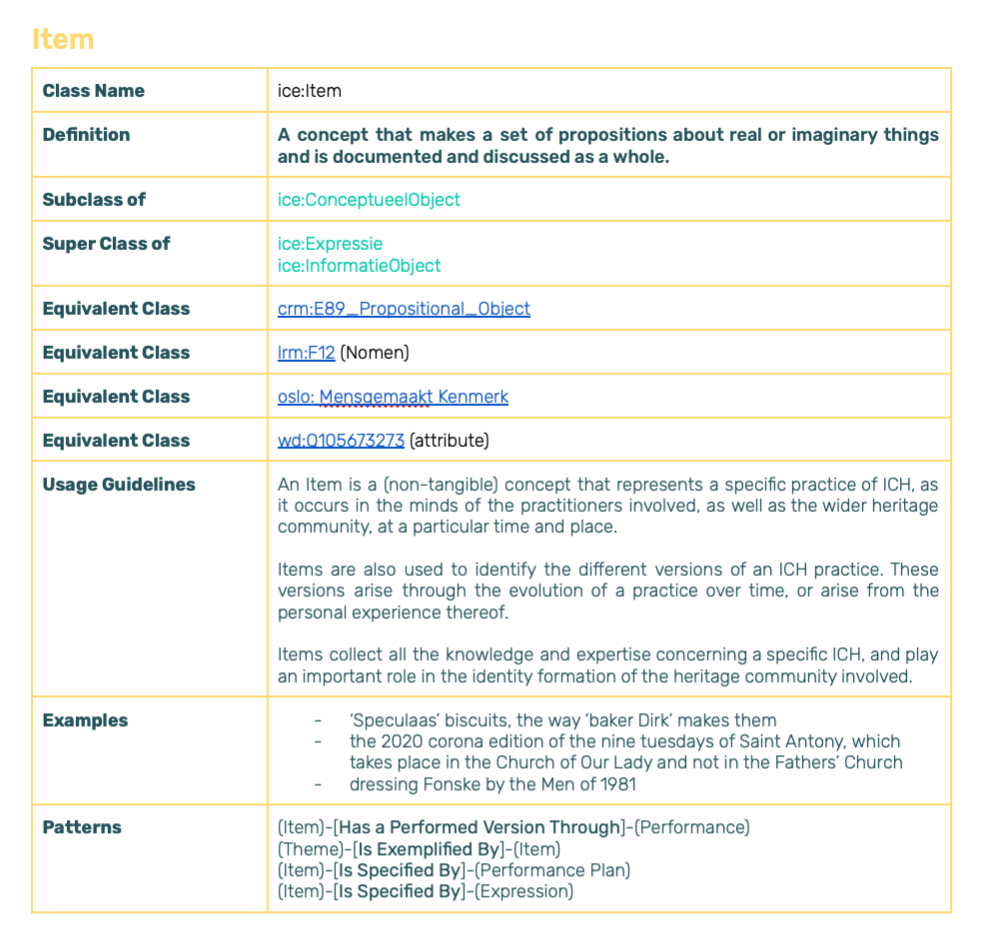 Item
Class Name ice:Item
Definition A concept that makes a set of propositions about real or imaginary things
and is documented and discussed as a whole.
Subclass of ice:ConceptueelObject
Super Class of ice:Expressie
ice:InformatieObject
Equivalent Class crm:E89_Propositional_Object
Equivalent Class lrm:F12 (Nomen)
Equivalent Class oslo: Mensgemaakt Kenmerk
Equivalent Class wd:Q105673273 (attribute)
Usage Guidelines An Item is a (non-tangible) concept that represents a specific practice of ICH, as
it occurs in the minds of the practitioners involved, as well as the wider heritage
community, at a particular time and place.
Items are also used to identify the different versions of an ICH practice. These
versions arise through the evolution of a practice over time, or arise from the
personal experience thereof.
Items collect all the knowledge and expertise concerning a specific ICH, and play
an important role in the identity formation of the heritage community involved.
Examples - ‘Speculaas’ biscuits, the way ‘baker Dirk’ makes them
- the 2020 corona edition of the nine tuesdays of Saint Antony, which
takes place in the Church of Our Lady and not in the Fathers’ Church
- dressing Fonske by the Men of 1981
Patterns (Item)-[Has a Performed Version Through]-(Performance)
(Theme)-[Is Exemplified By]-(Item)
(Item)-[Is Specified By]-(Performance Plan)
(Item)-[Is Specified By]-(Expression)